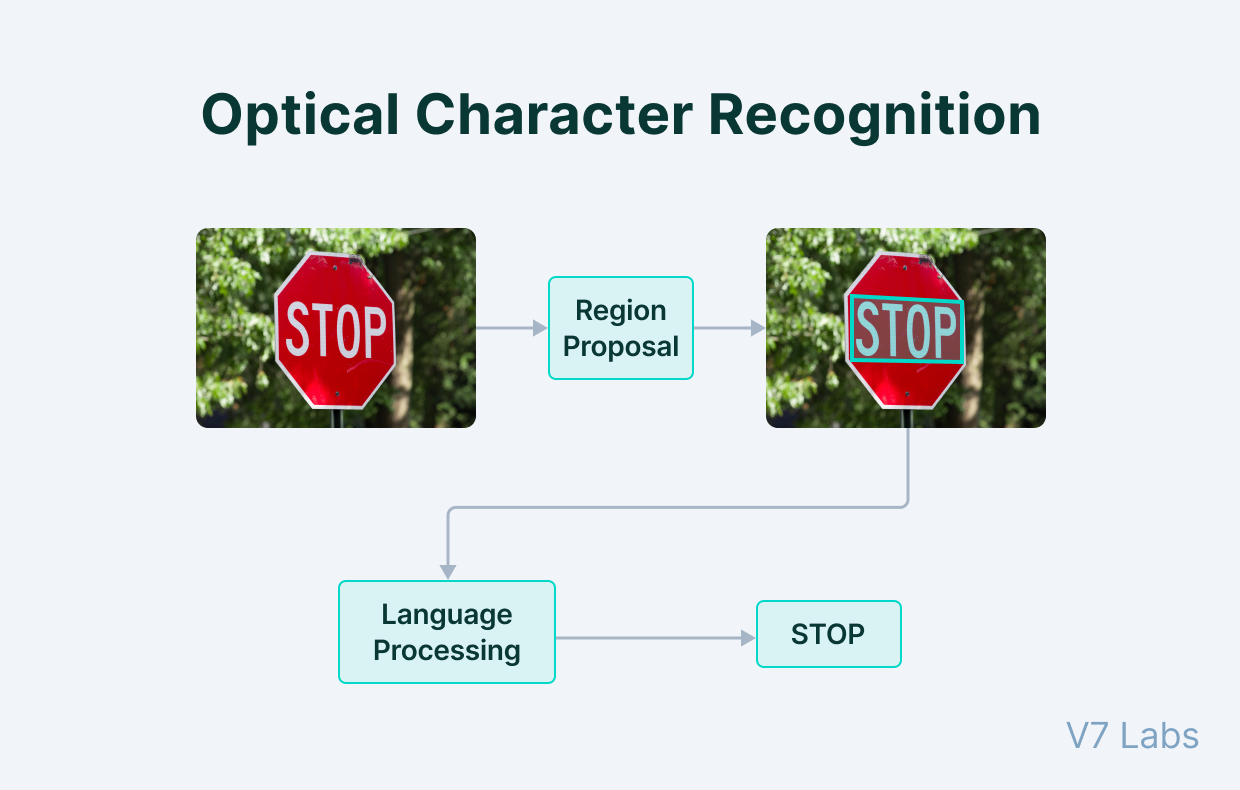 Optical Character Recognition
STOP
Region
Proposal
STOP
Language
Processing
STOP
V7 Labs